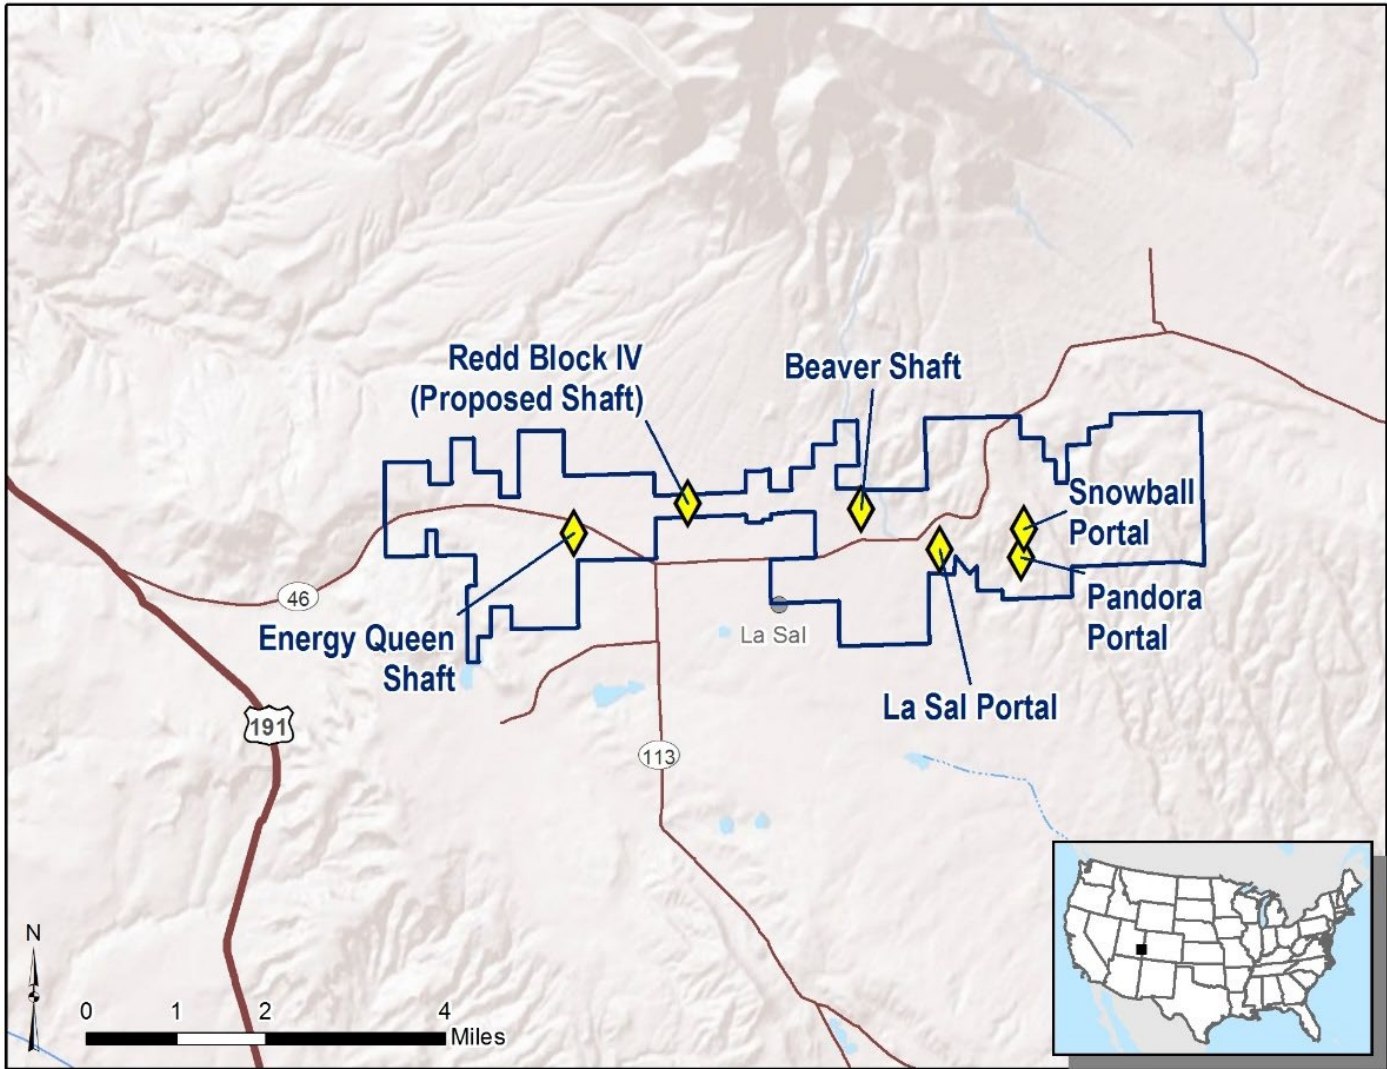 Redd Block IV
(Proposed Shaft)
Beaver Shaft
Snowball
Portal
Pandora
Portal
46
Energy Queen
Shaft
La Sal
La Sal Portal
191
113
N
0 1 2 4
Miles